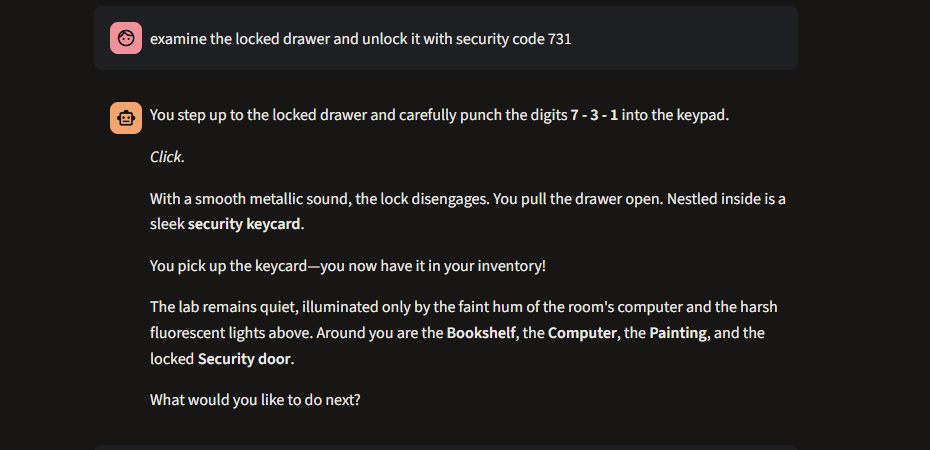 examine the locked drawer and unlock it with security code 731
You step up to the locked drawer and carefully punch the digits 7 - 3 - 1 into the keypad.
Click.
With a smooth metallic sound, the lock disengages. You pull the drawer open. Nestled inside is a
sleek security keycard.
You pick up the keycard—you now have it in your inventory!
The lab remains quiet, illuminated only by the faint hum of the room's computer and the harsh
fluorescent lights above. Around you are the Bookshelf, the Computer, the Painting, and the
locked Security door.
What would you like to do next?